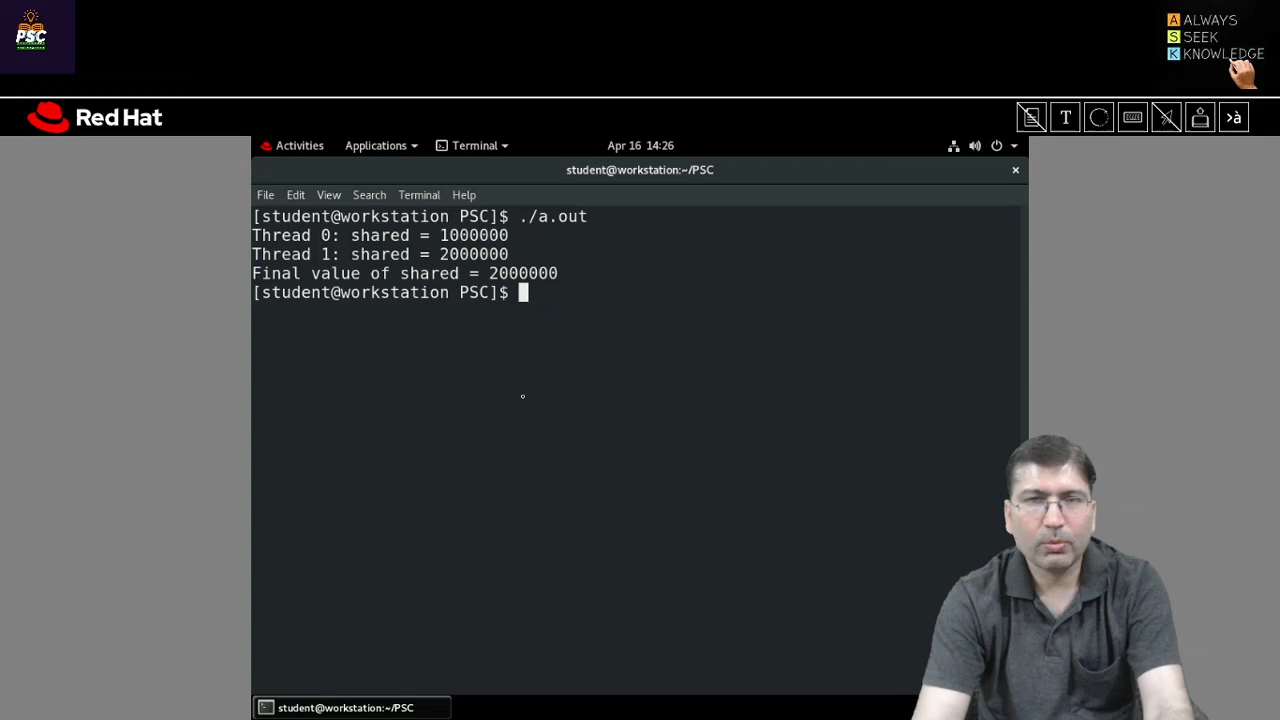 PSC
A ALWAYS
S SEEK
K KNOWLEDGE
Red Hat
T
>à
Activities Applications Terminal Apr 16 14:26
student@workstation:~/PSC ×
File Edit View Search Terminal Help
[student@workstation PSC]$ ./a.out
Thread 0: shared = 1000000
Thread 1: shared = 2000000
Final value of shared = 2000000
[student@workstation PSC]$
student@workstation:~/PSC